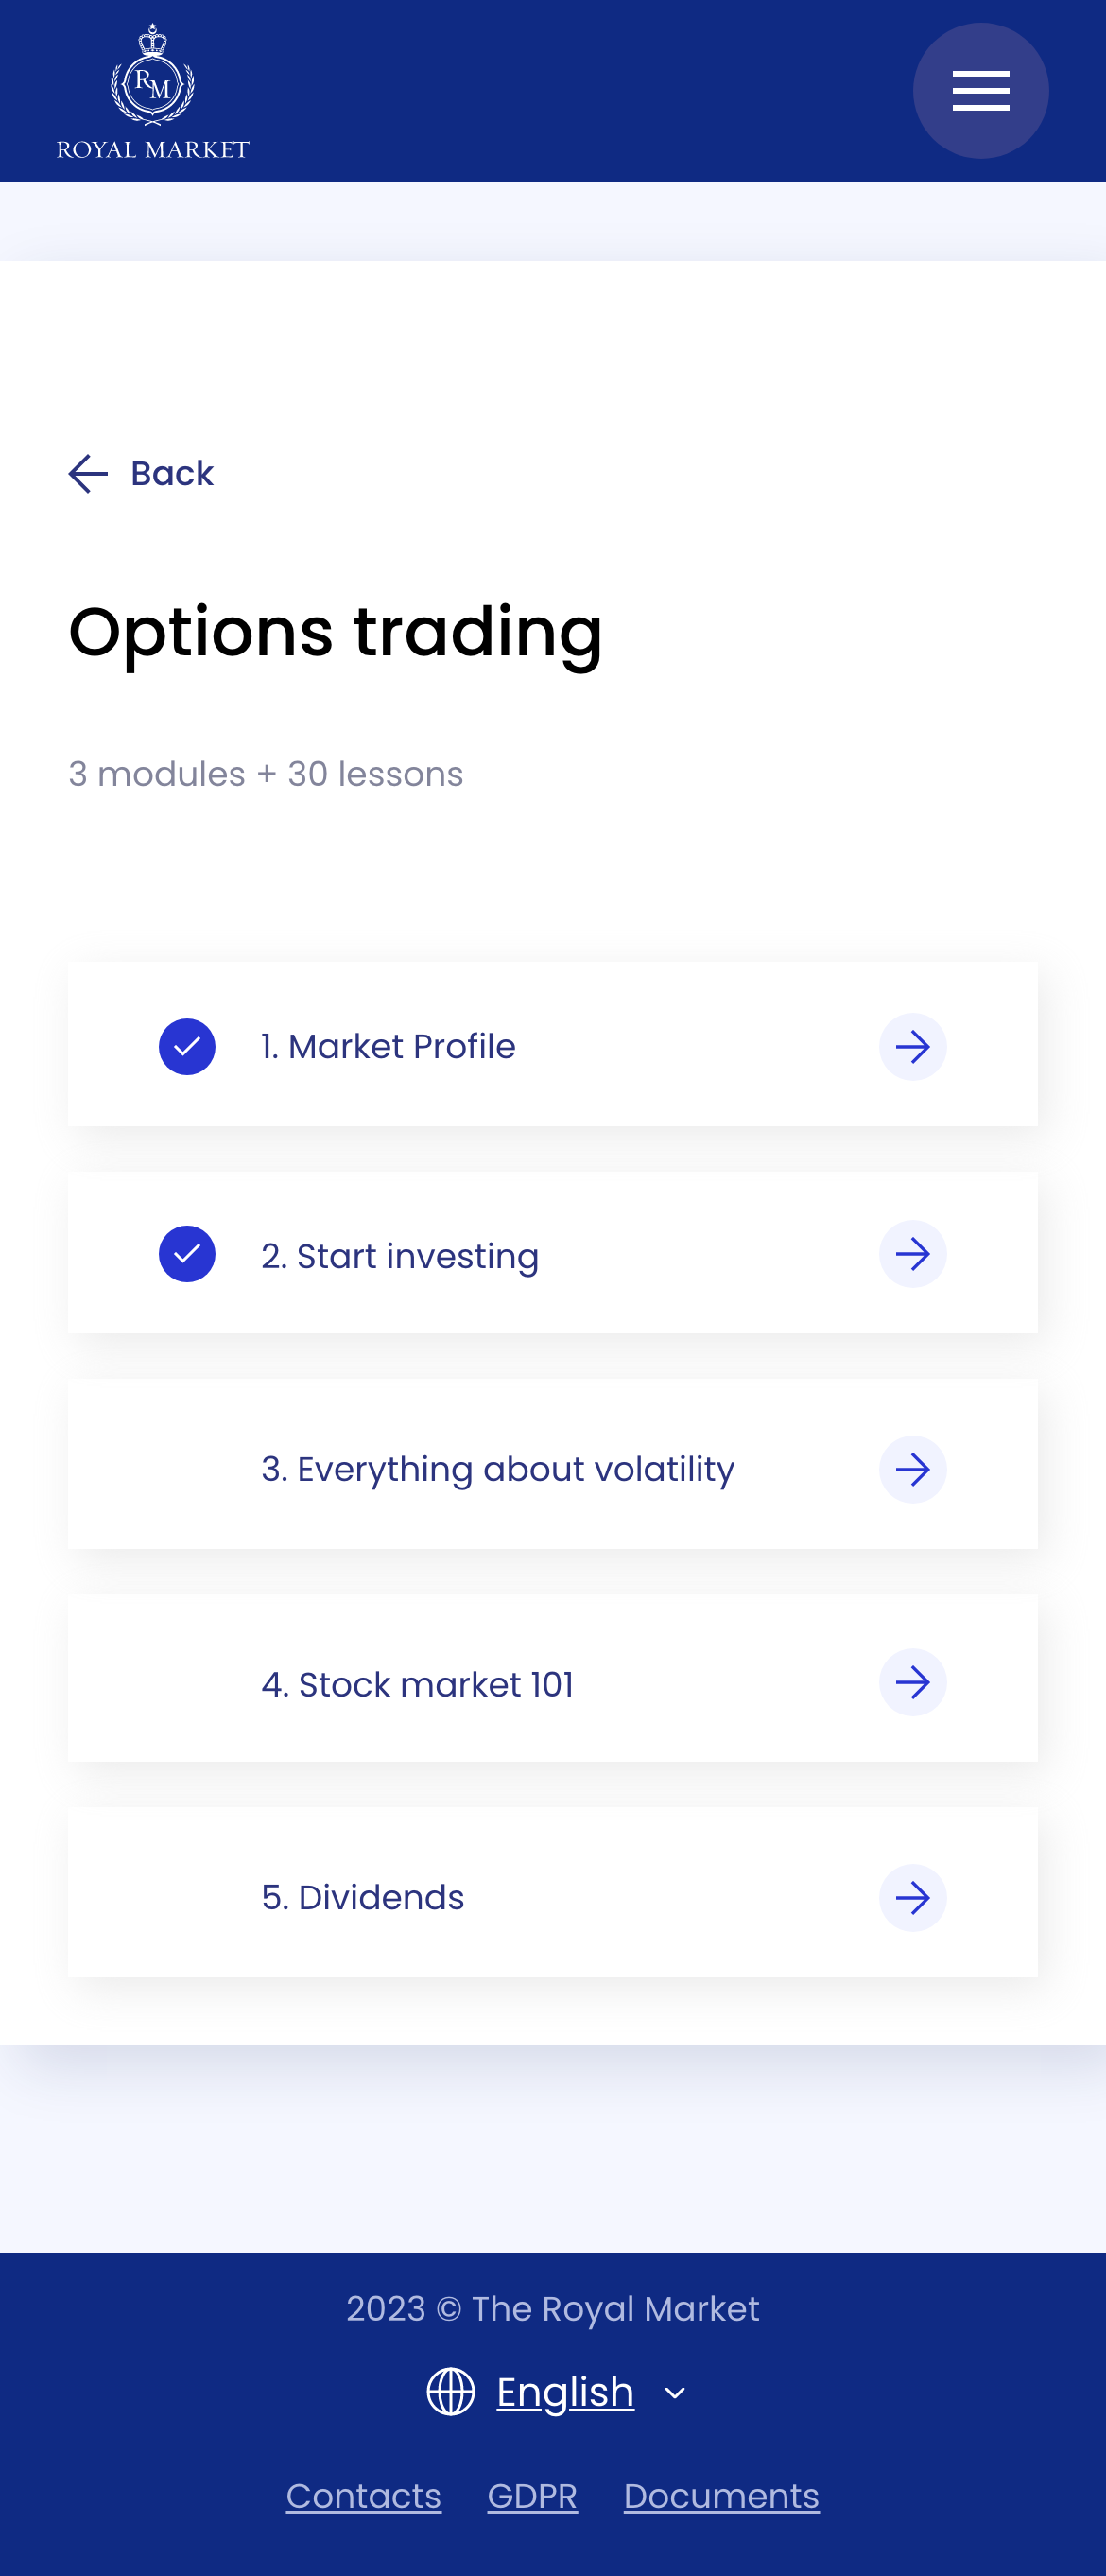 RM
ROYAL MARKET
Back
Options trading
3 modules + 30 lessons
1. Market Profile
2. Start investing
3. Everything about volatility
4. Stock market 101
5. Dividends
2023 © The Royal Market
English
Contacts GDPR Documents